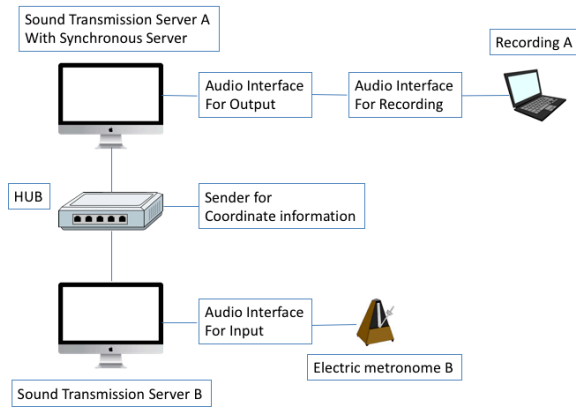 Sound Transmission Server A
With Synchronous Server
Recording A
Audio Interface
For Output
Audio Interface
For Recording
HUB
Sender for
Coordinate information
Audio Interface
For Input
Electric metronome B
Sound Transmission Server B